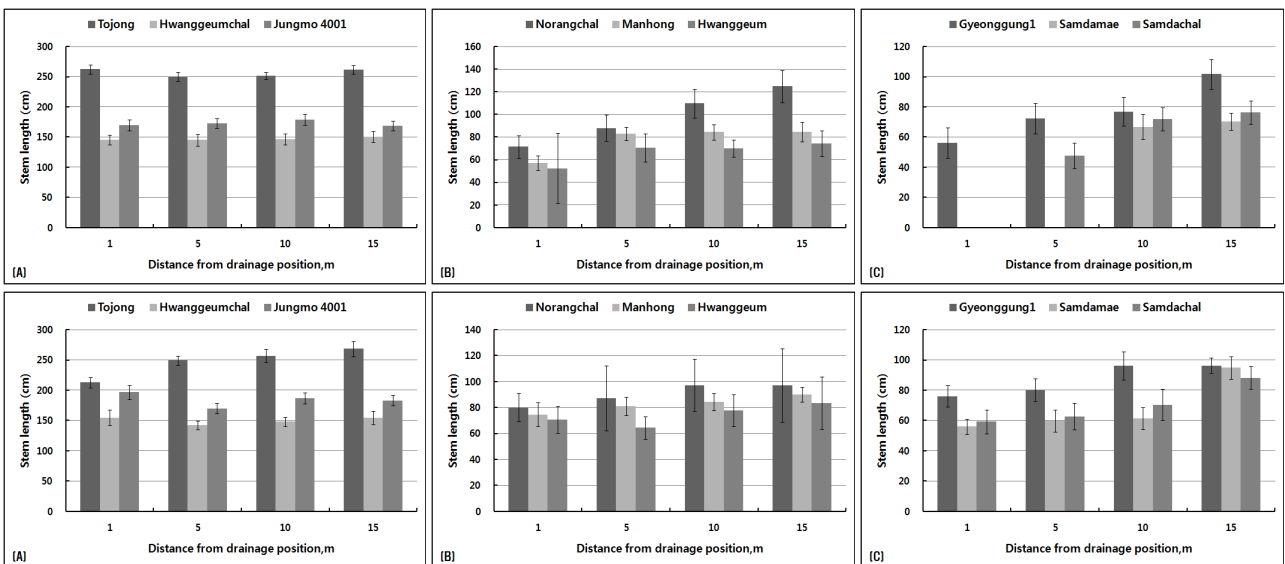 ■ Tojong ■ Hwanggeumchal ■ Jungmo 4001
300
250
200
150
100
50
0
Stem length (cm)
1 5 10 15
Distance from drainage position,m
[A]
■ Norangchal ■ Manhong ■ Hwanggeum
160
140
120
100
80
60
40
20
0
Stem length (cm)
1 5 10 15
Distance from drainage position,m
[B]
■ Gyeonggung1 ■ Samdamae ■ Samdachal
120
100
80
60
40
20
0
Stem length (cm)
1 5 10 15
Distance from drainage position,m
[C]
■ Tojong ■ Hwanggeumchal ■ Jungmo 4001
300
250
200
150
100
50
0
Stem length (cm)
1 5 10 15
Distance from drainage position,m
[A]
■ Norangchal ■ Manhong ■ Hwanggeum
140
120
100
80
60
40
20
0
Stem length (cm)
1 5 10 15
Distance from drainage position,m
[B]
■ Gyeonggung1 ■ Samdamae ■ Samdachal
120
100
80
60
40
20
0
Stem length (cm)
1 5 10 15
Distance from drainage position,m
[C]